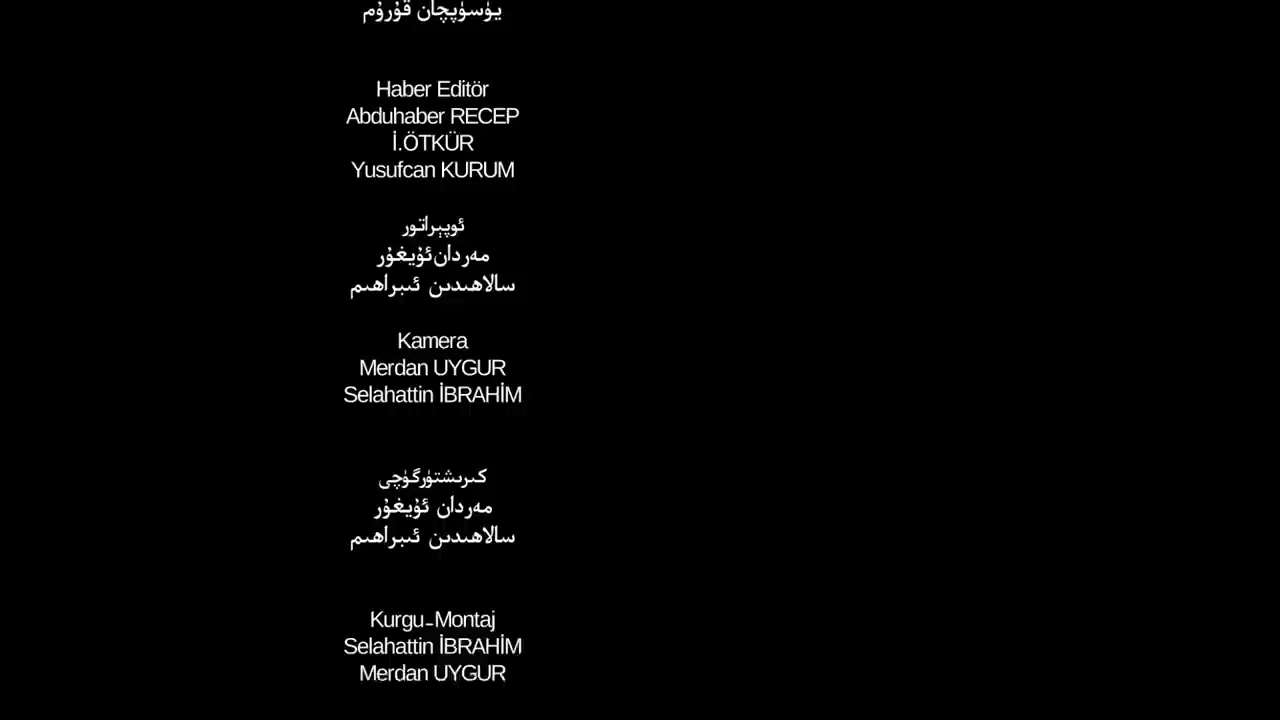 يۈسۈپچان قۇرۇم
Haber Editör
Abduhaber RECEP
İ.ÖTKÜR
Yusufcan KURUM
ئوپېراتور
مەردان ئۇيغۇر
سالاھىدىن ئىبراھىم
Kamera
Merdan UYGUR
Selahattin İBRAHİM
كىرىشتۈرگۈچى
مەردان ئۇيغۇر
سالاھىدىن ئىبراھىم
Kurgu-Montaj
Selahattin İBRAHİM
Merdan UYGUR